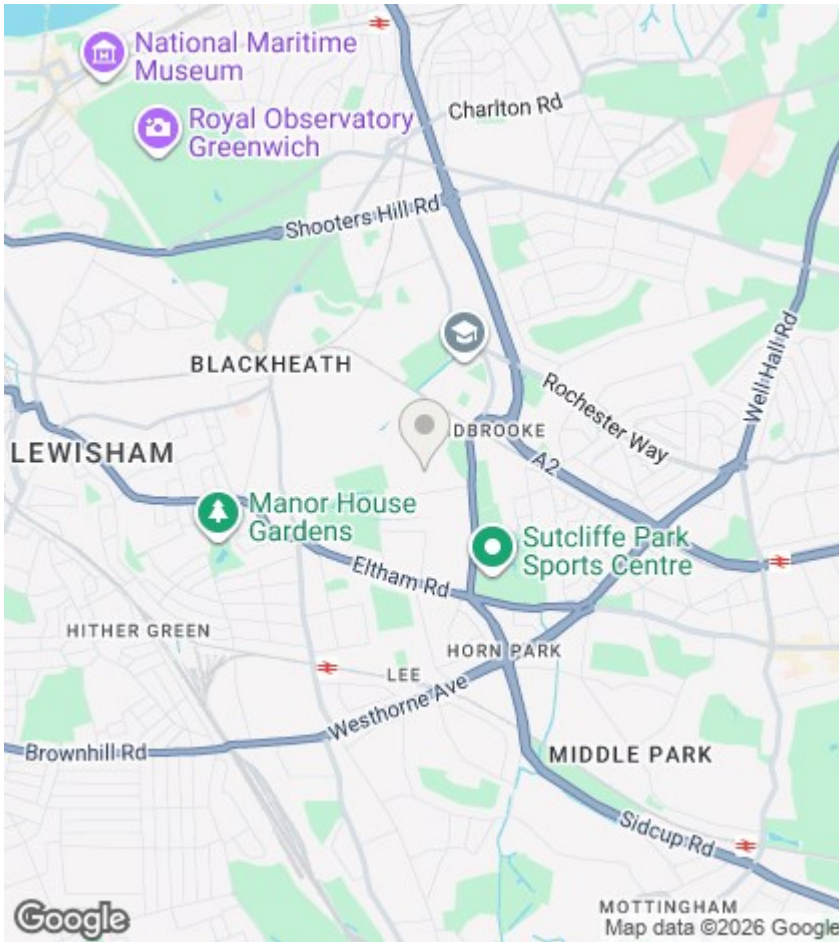 National Maritime
Museum
Royal Observatory
Greenwich
Charlton Rd
Shooters Hill Rd
BLACKHEATH
Well Hall Rd
Rochester Way
DBROOKE
A2
LEWISHAM
Manor House
Gardens
Sutcliffe Park
Sports Centre
Eltham Rd
HITHER GREEN
HORN PARK
LEE
Westhorne Ave
Brownhill Rd
MIDDLE PARK
Sidcup Rd
MOTTINGHAM
Google
Map data ©2026 Google